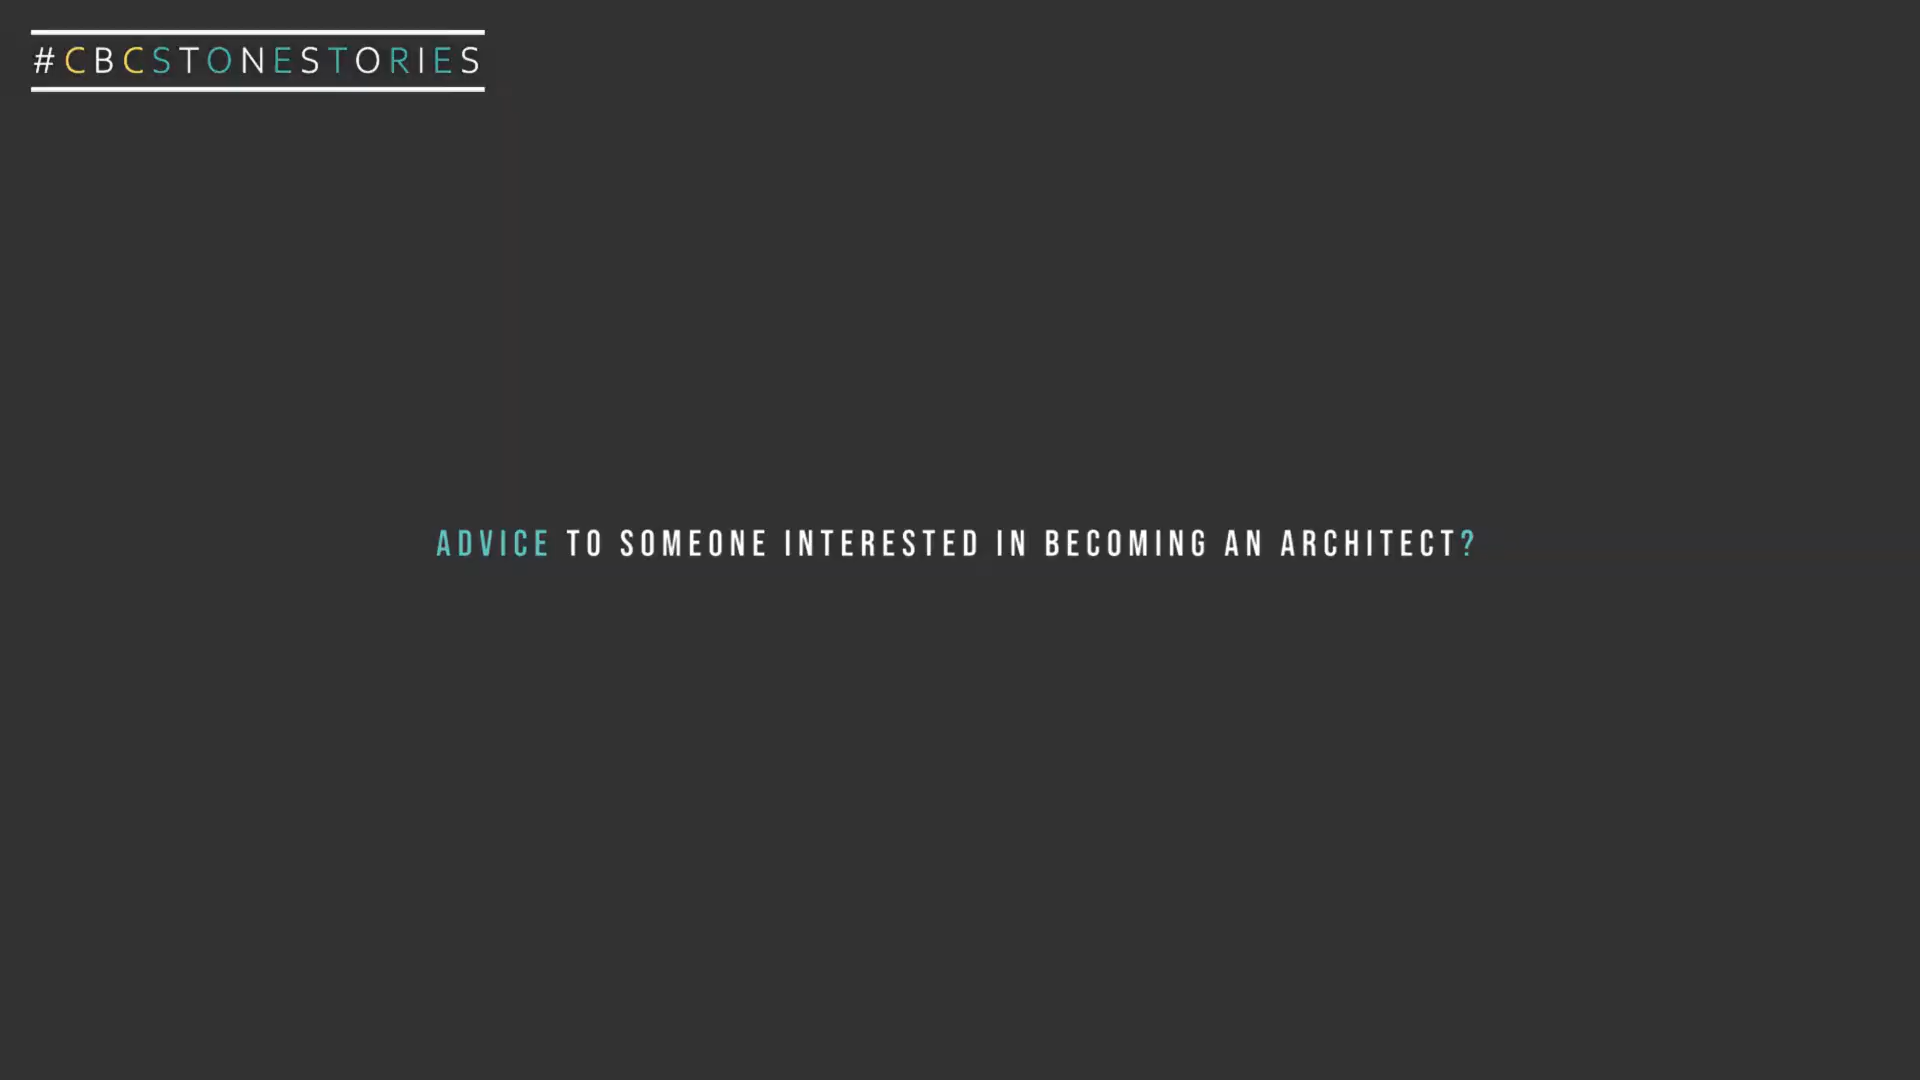 #CBCSTONESTORIES
ADVICE TO SOMEONE INTERESTED IN BECOMING AN ARCHITECT?